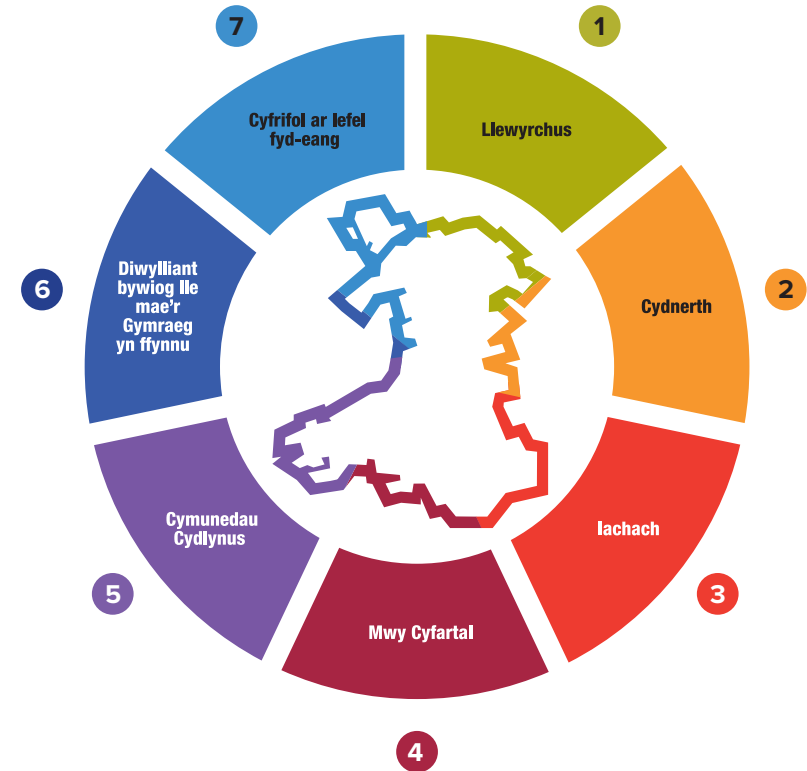 1
Llewyrchus
2
Cydnerth
3
Iachach
4
Mwy Cyfartal
5
Cymunedau
Cydlynus
6
Diwylliant
bywiog lle
mae'r
Gymraeg
yn ffynnu
7
Cyfrifol ar lefel
fyd-eang